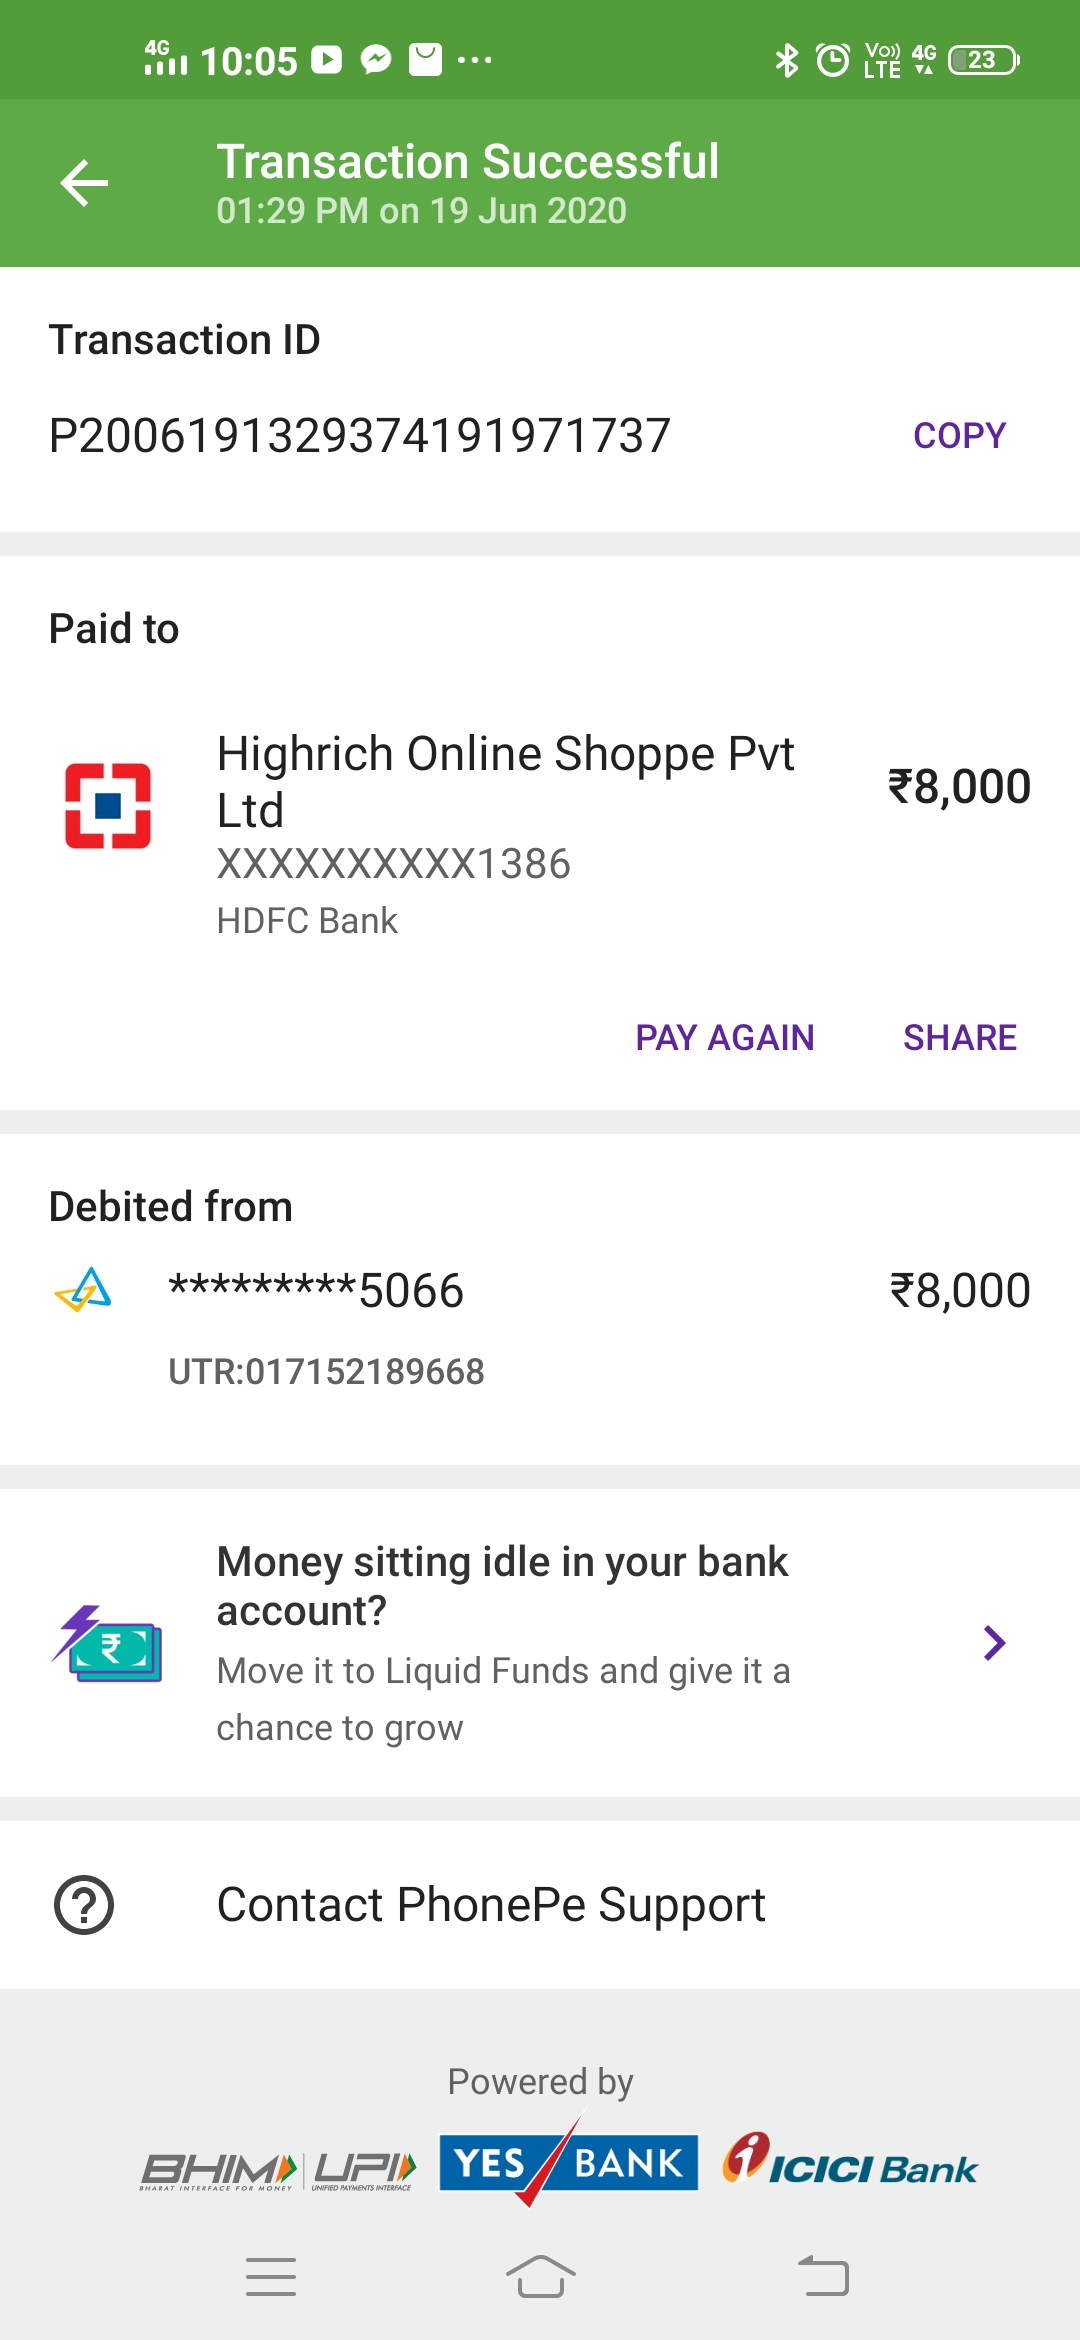 4G 10:05 ... Vo)) LTE 4G 23
Transaction Successful
01:29 PM on 19 Jun 2020
Transaction ID
P2006191329374191971737 COPY
Paid to
Highrich Online Shoppe Pvt
Ltd
₹8,000
XXXXXXXXXX1386
HDFC Bank
PAY AGAIN SHARE
Debited from
*********5066 ₹8,000
UTR:017152189668
Money sitting idle in your bank
account?
₹
Move it to Liquid Funds and give it a
chance to grow
Contact PhonePe Support
Powered by
BHIM UPI YES BANK ICICI Bank
BHARAT INTERFACE FOR MONEY UNIFIED PAYMENTS INTERFACE